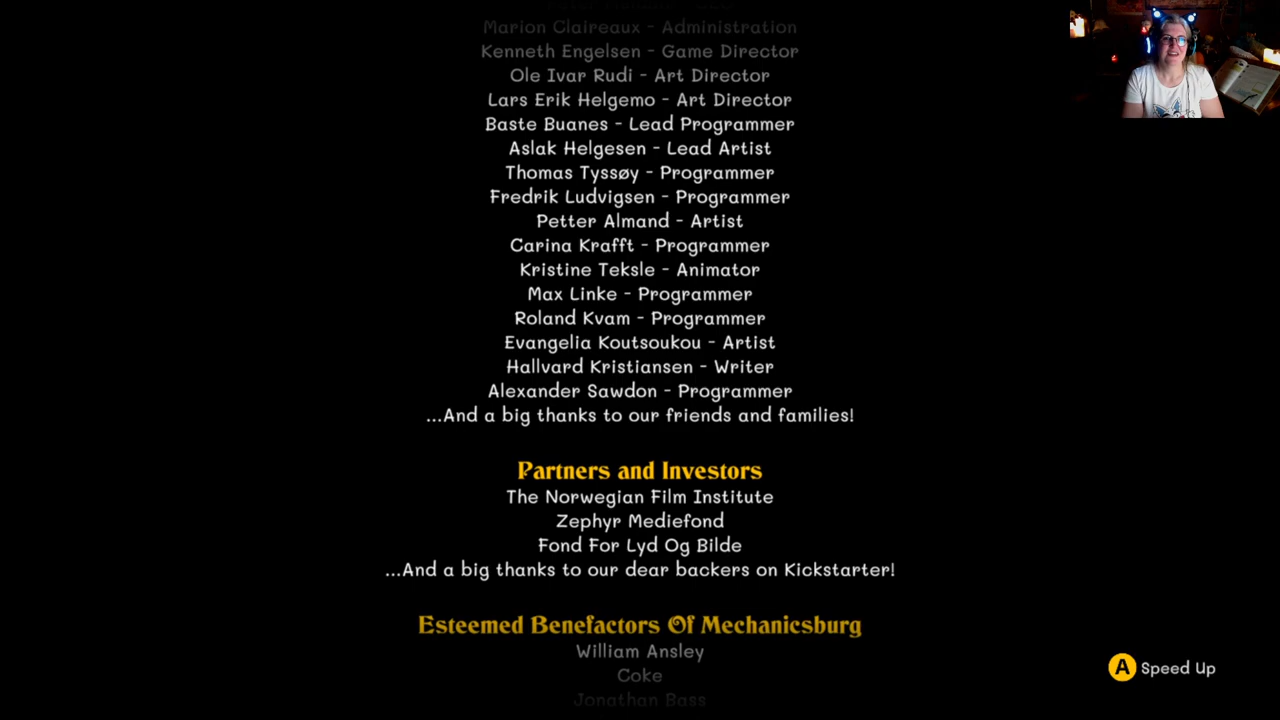 Marion Claireaux - Administration
Kenneth Engelsen - Game Director
Ole Ivar Rudi - Art Director
Lars Erik Helgemo - Art Director
Baste Buanes - Lead Programmer
Aslak Helgesen - Lead Artist
Thomas Tyssøy - Programmer
Fredrik Ludvigsen - Programmer
Petter Almand - Artist
Carina Krafft - Programmer
Kristine Teksle - Animator
Max Linke - Programmer
Roland Kvam - Programmer
Evangelia Koutsoukou - Artist
Hallvard Kristiansen - Writer
Alexander Sawdon - Programmer
...And a big thanks to our friends and families!
Partners and Investors
The Norwegian Film Institute
Zephyr Mediefond
Fond For Lyd Og Bilde
...And a big thanks to our dear backers on Kickstarter!
Esteemed Benefactors Of Mechanicsburg
William Ansley
Coke
Jonathan Bass
A Speed Up